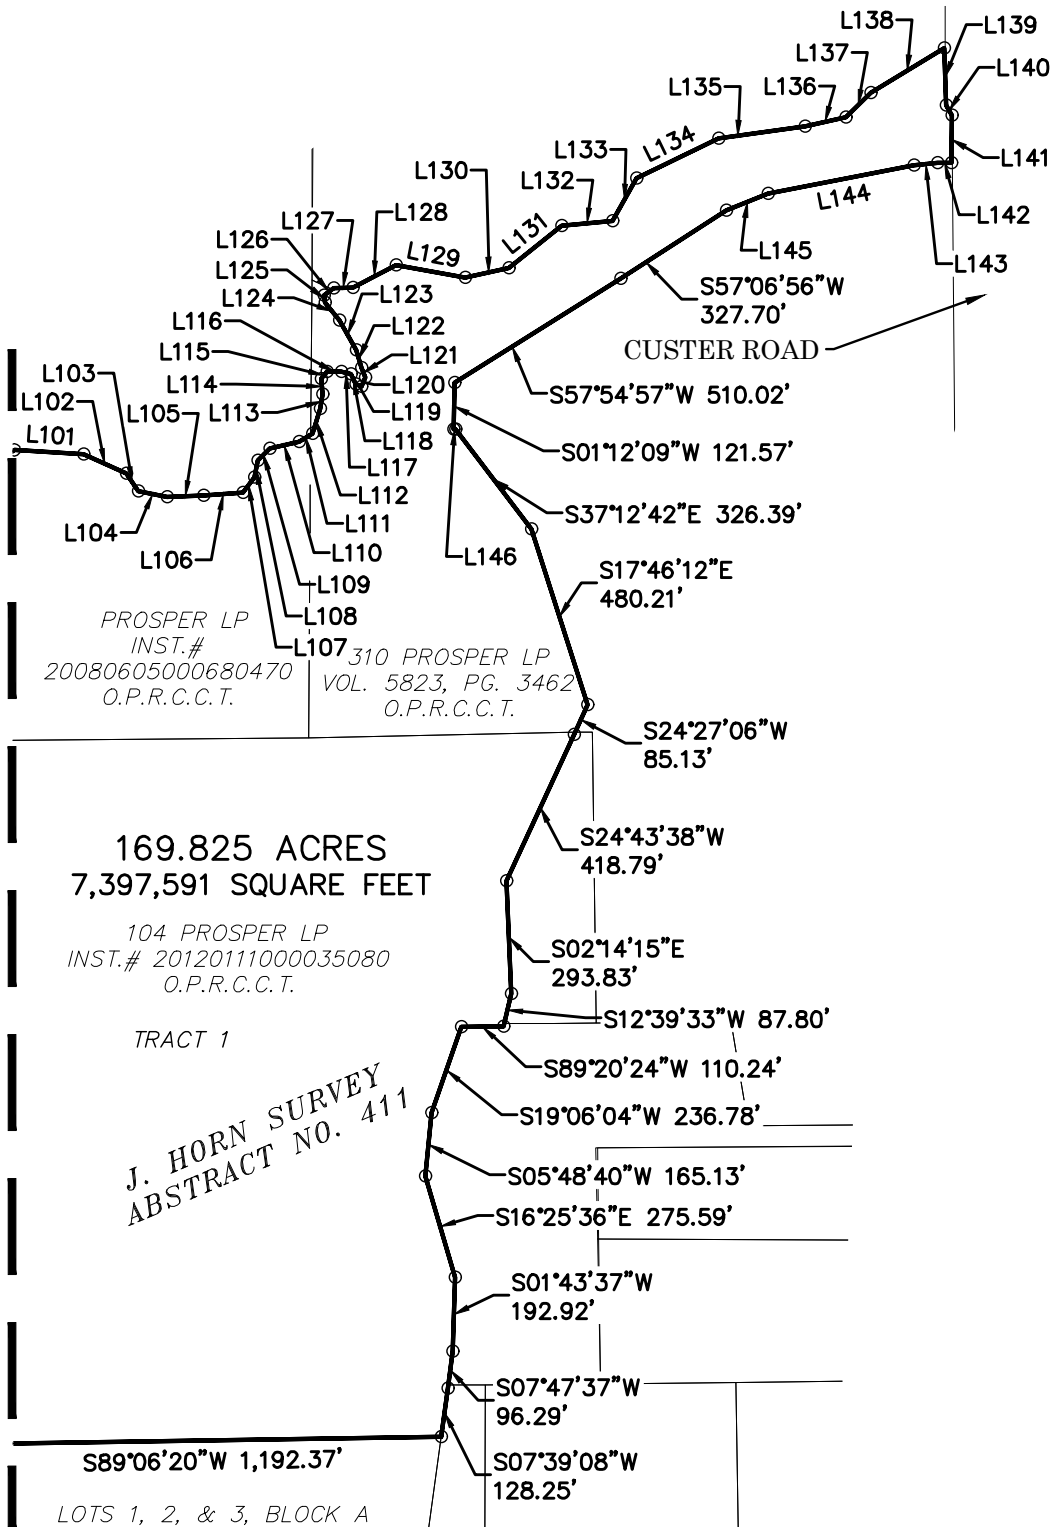 L138
L139
L137
L140
L135
L136
L134
L133
L141
L130
L132
L127
L128
L131
L144
L142
L126
L129
L145
L143
L125
L124
L123
S57°06'56"W
327.70'
L116
L122
CUSTER ROAD
L115
L121
L103
L114
L120
L102
L105
L113
L119
S57°54'57"W 510.02'
L101
L118
S01°12'09"W 121.57'
L117
L112
L104
L111
S37°12'42"E 326.39'
L106
L110
L146
L109
S17°46'12"E
480.21'
L108
L107
PROSPER LP
INST.#
20080605000680470
O.P.R.C.C.T.
310 PROSPER LP
VOL. 5823, PG. 3462
O.P.R.C.C.T.
S24°27'06"W
85.13'
S24°43'38"W
418.79'
169.825 ACRES
7,397,591 SQUARE FEET
104 PROSPER LP
INST.# 20120111000035080
O.P.R.C.C.T.
S02°14'15"E
293.83'
TRACT 1
S12°39'33"W 87.80'
S89°20'24"W 110.24'
J. HORN SURVEY
ABSTRACT NO. 411
S19°06'04"W 236.78'
S05°48'40"W 165.13'
S16°25'36"E 275.59'
S01°43'37"W
192.92'
S07°47'37"W
96.29'
S89°06'20"W 1,192.37'
S07°39'08"W
128.25'
LOTS 1, 2, & 3, BLOCK A